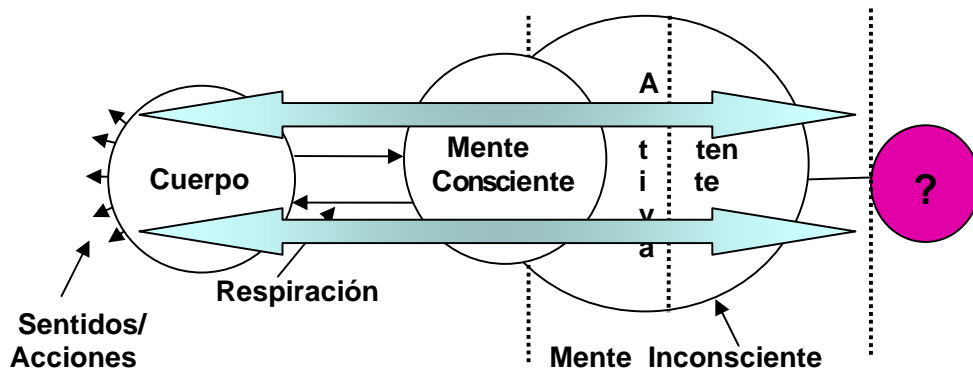 A
t
i
v
a
ten
te
Mente
Consciente
Cuerpo
?
Respiración
Sentidos/
Acciones
Mente Inconsciente